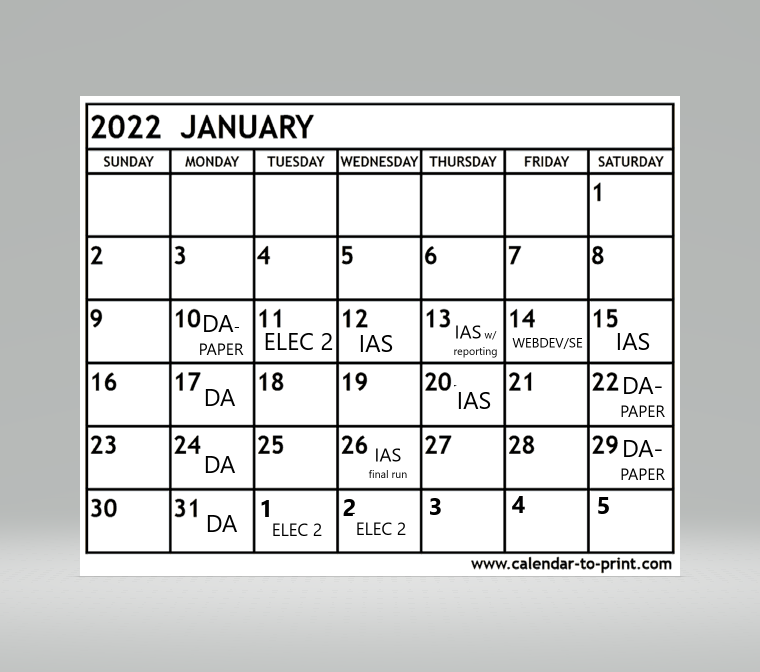 2022 JANUARY
SUNDAY MONDAY TUESDAY WEDNESDAY THURSDAY FRIDAY SATURDAY
1
2 3 4 5 6 7 8
9 10 DA- 11 12 13 IAS w/ 14 15
PAPER ELEC 2 IAS reporting WEBDEV/SE IAS
16 17 18 19 20 21 22 DA-
DA IAS PAPER
23 24 25 26 IAS 27 28 29 DA-
DA final run PAPER
30 31 1 2 3 4 5
DA ELEC 2 ELEC 2
www.calendar-to-print.com